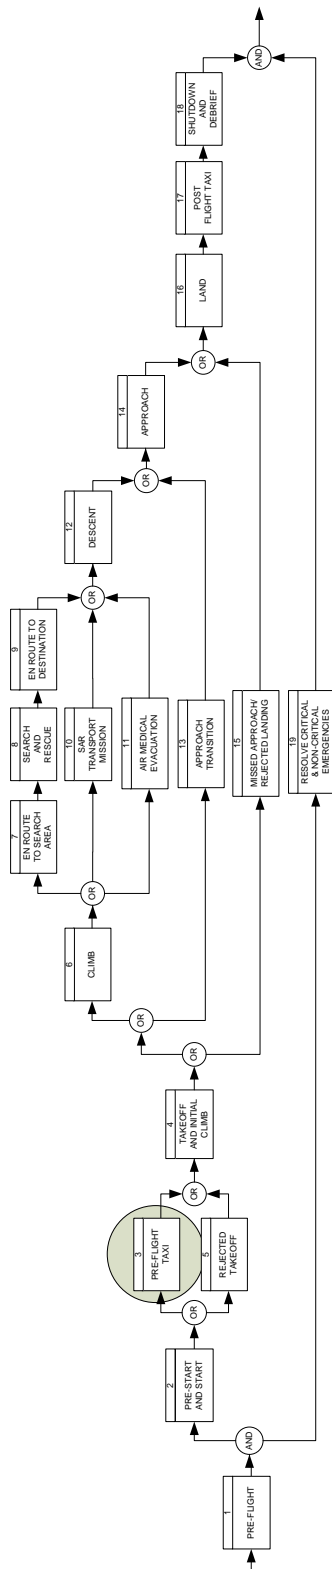 1
PRE-FLIGHT
AND
2
PRE-START
AND START
OR
3
PRE-FLIGHT
TAXI
5
REJECTED
TAKEOFF
OR
4
TAKEOFF
AND INITIAL
CLIMB
OR
OR
6
CLIMB
OR
7
EN ROUTE
TO SEARCH
AREA
8
SEARCH
AND
RESCUE
9
EN ROUTE TO
DESTINATION
10
SAR
TRANSPORT
MISSION
11
AIR MEDICAL
EVACUATION
OR
12
DESCENT
13
APPROACH
TRANSITION
OR
14
APPROACH
15
MISSED APPROACH/
REJECTED LANDING
OR
16
LAND
17
POST
FLIGHT TAXI
18
SHUTDOWN
AND
DEBRIEF
19
RESOLVE CRITICAL
& NON-CRITICAL
EMERGENCIES
AND